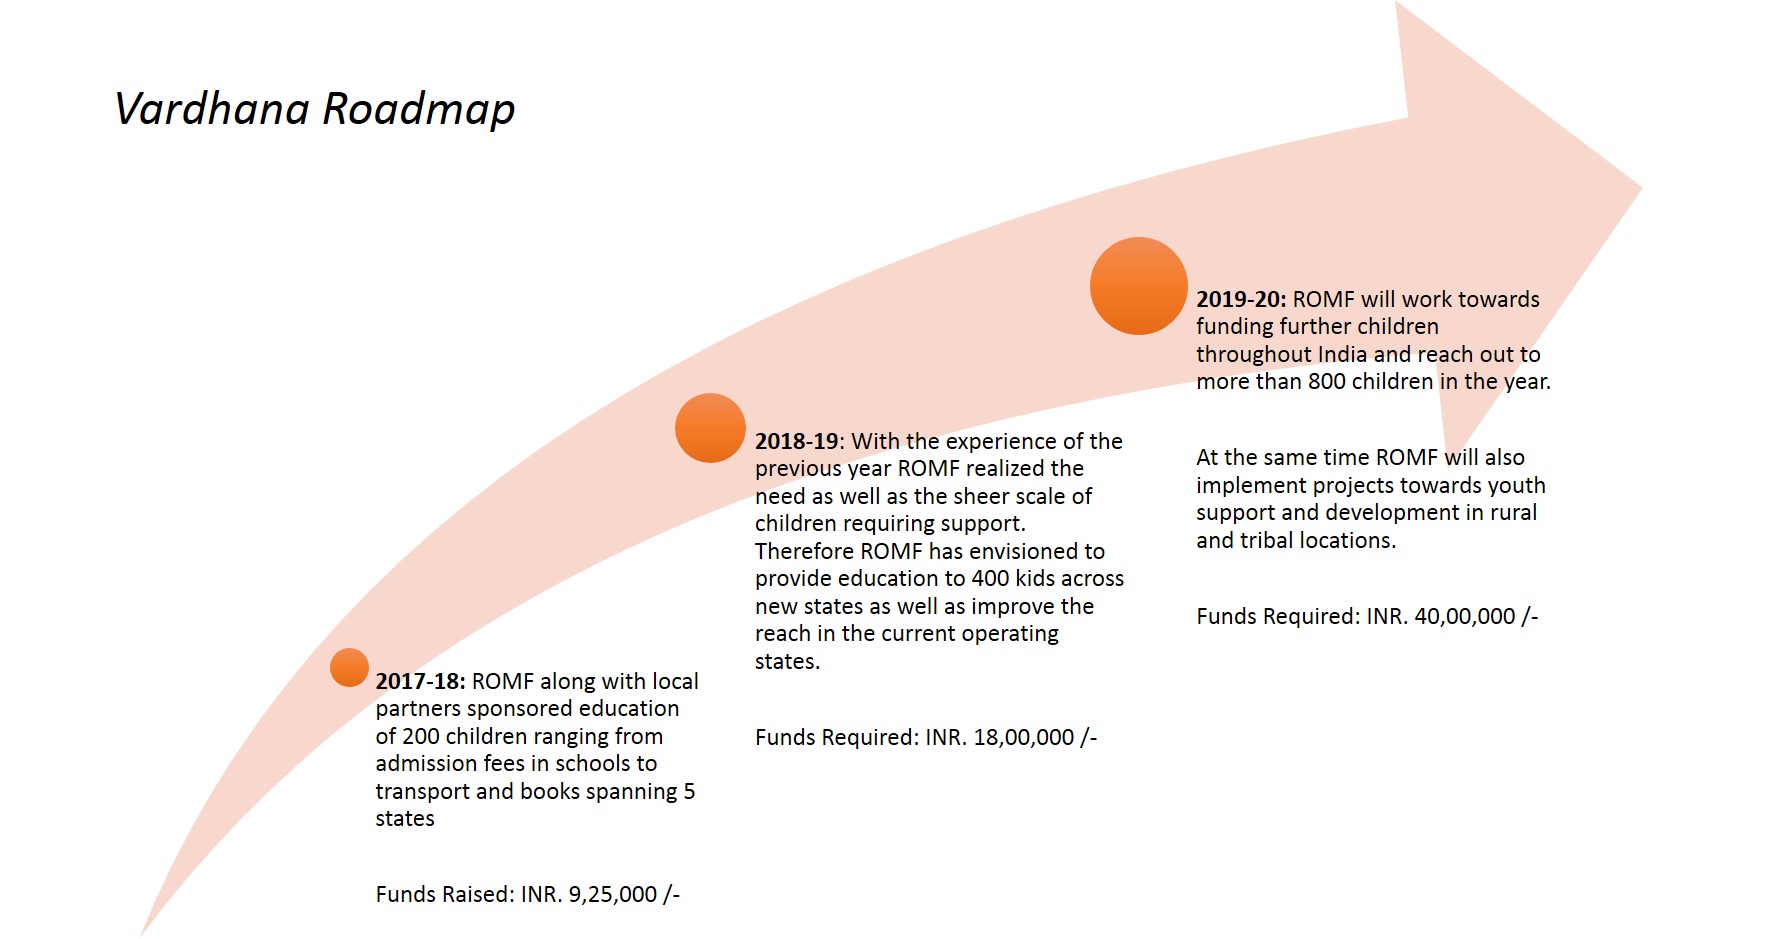 Vardhana Roadmap
2017-18: ROMF along with local
partners sponsored education
of 200 children ranging from
admission fees in schools to
transport and books spanning 5
states
Funds Raised: INR. 9,25,000 /-
2018-19: With the experience of the
previous year ROMF realized the
need as well as the sheer scale of
children requiring support.
Therefore ROMF has envisioned to
provide education to 400 kids across
new states as well as improve the
reach in the current operating
states.
Funds Required: INR. 18,00,000 /-
2019-20: ROMF will work towards
funding further children
throughout India and reach out to
more than 800 children in the year.
At the same time ROMF will also
implement projects towards youth
support and development in rural
and tribal locations.
Funds Required: INR. 40,00,000 /-